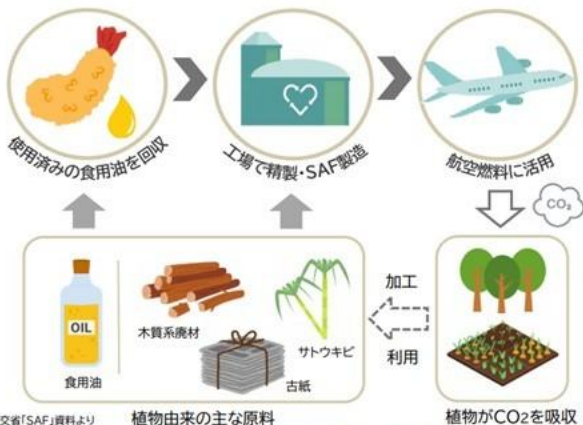 使用済みの食用油を回収
工場で精製・SAF製造
航空燃料に活用
CO₂
OIL
食用油
木質系廃材
サトウキビ
古紙
加工
利用
交省「SAF」資料より
植物由来の主な原料
植物がCO2を吸収